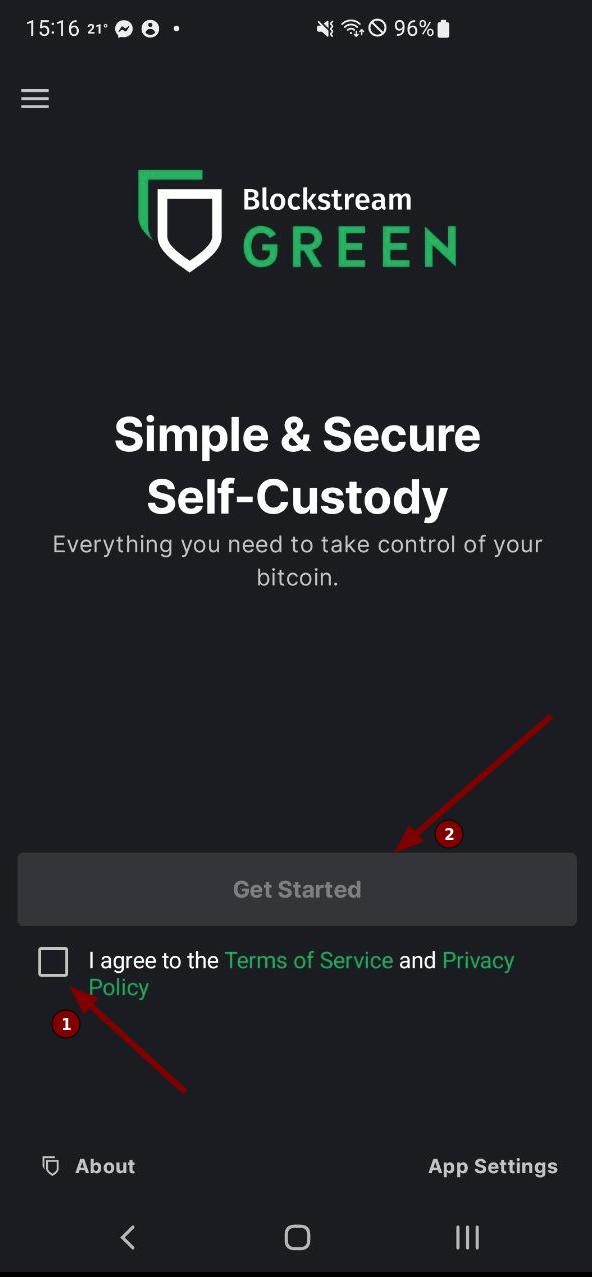 15:16 21° 96%
Blockstream
GREEN
Simple & Secure
Self-Custody
Everything you need to take control of your
bitcoin.
2
Get Started
I agree to the Terms of Service and Privacy
Policy
1
About App Settings